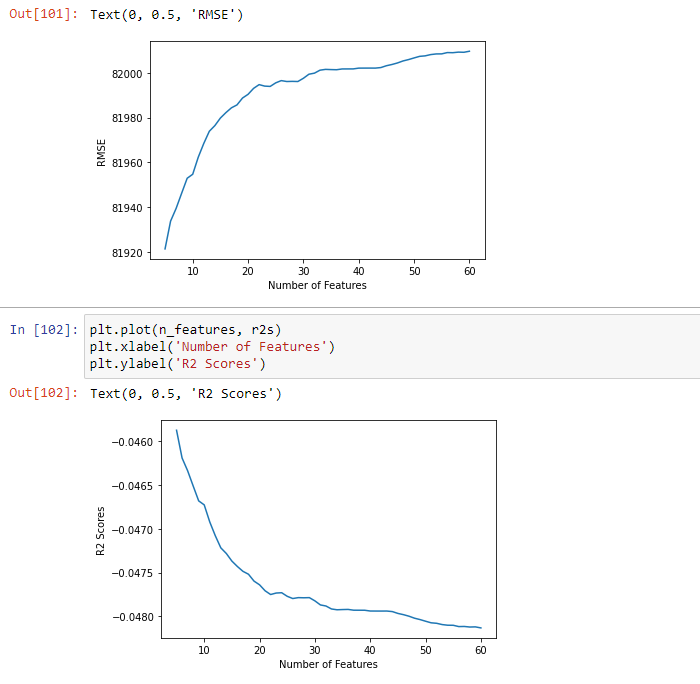 Out[101]: Text(0, 0.5, 'RMSE')
82000
81980
81960
81940
81920
RMSE
10 20 30 40 50 60
Number of Features
In [102]: plt.plot(n_features, r2s)
plt.xlabel('Number of Features')
plt.ylabel('R2 Scores')
Out[102]: Text(0, 0.5, 'R2 Scores')
−0.0460
−0.0465
−0.0470
−0.0475
−0.0480
R2 Scores
10 20 30 40 50 60
Number of Features